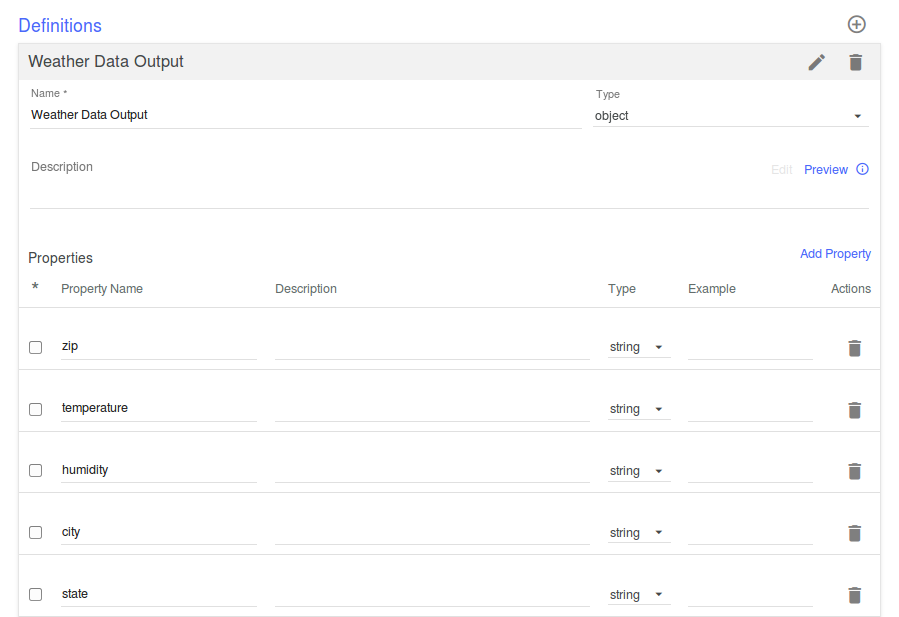 Definitions
Weather Data Output
Name *
Type
Weather Data Output
object
Description
Edit Preview
Properties
Add Property
* Property Name Description Type Example Actions
zip string
temperature string
humidity string
city string
state string